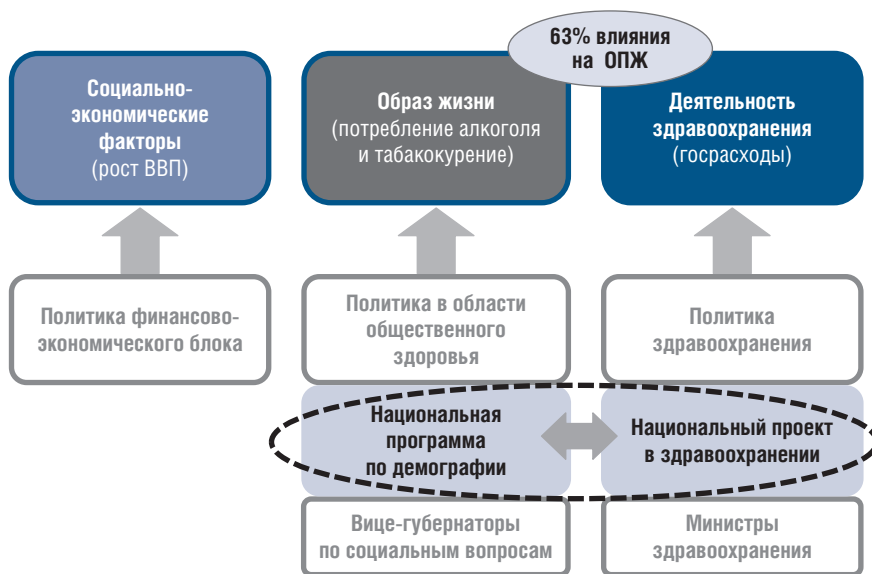 63% влияния
на ОПЖ
Социально-
экономические
факторы
(рост ВВП)
Образ жизни
(потребление алкоголя
и табакокурение)
Деятельность
здравоохранения
(госрасходы)
Политика финансово-
экономического блока
Политика в области
общественного
здоровья
Политика
здравоохранения
Национальная
программа
по демографии
Национальный проект
в здравоохранении
Вице-губернаторы
по социальным вопросам
Министры
здравоохранения